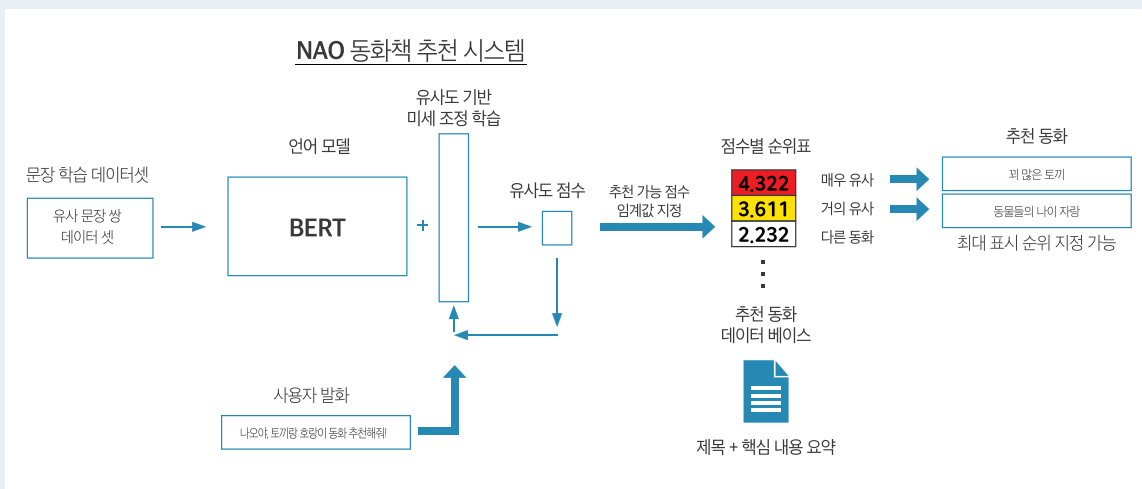 NAO 동화책 추천 시스템
유사도 기반
미세 조정 학습
언어 모델
문장 학습 데이터셋
유사 문장 쌍
데이터 셋
BERT
+
유사도 점수
추천 가능 점수
임계값 지정
점수별 순위표
4.322
3.611
2.232
매우 유사
거의 유사
다른 동화
추천 동화
꾀 많은 토끼
동물들의 나이 자랑
최대 표시 순위 지정 가능
추천 동화
데이터 베이스
제목 + 핵심 내용 요약
사용자 발화
나오야, 토끼랑 호랑이 동화 추천해줘!